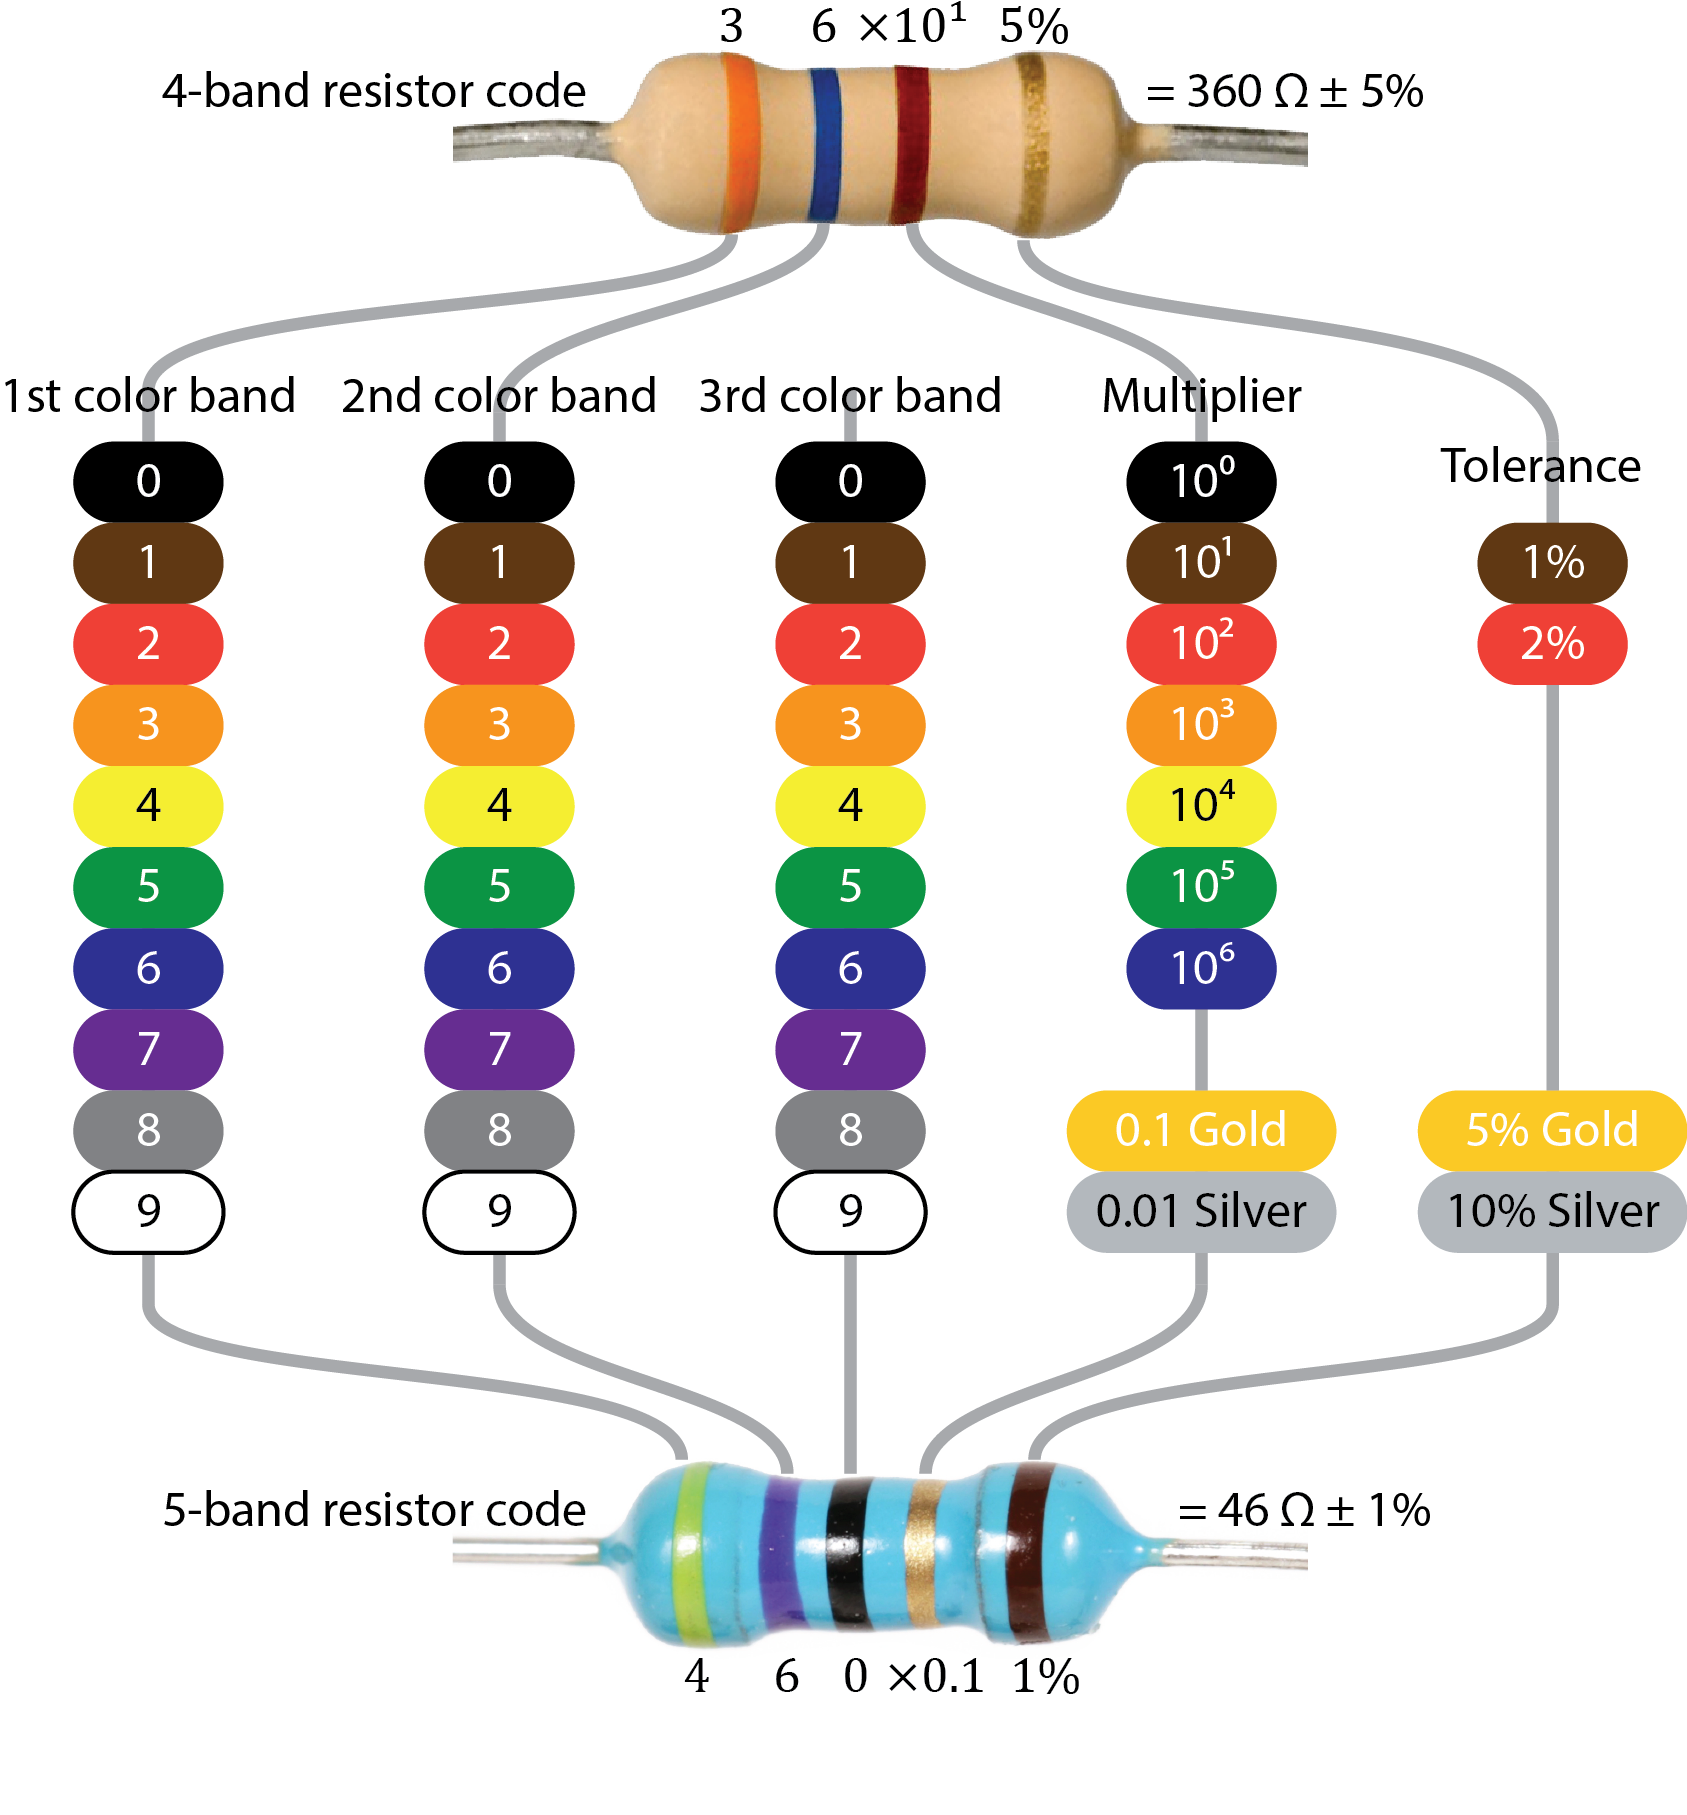 3 6 ×10¹ 5%
4-band resistor code = 360 Ω ± 5%
1st color band 2nd color band 3rd color band Multiplier
Tolerance
0 0 0 10⁰
1 1 1 10¹ 1%
2 2 2 10² 2%
3 3 3 10³
4 4 4 10⁴
5 5 5 10⁵
6 6 6 10⁶
7 7 7
8 8 8 0.1 Gold 5% Gold
9 9 9 0.01 Silver 10% Silver
5-band resistor code = 46 Ω ± 1%
4 6 0 ×0.1 1%